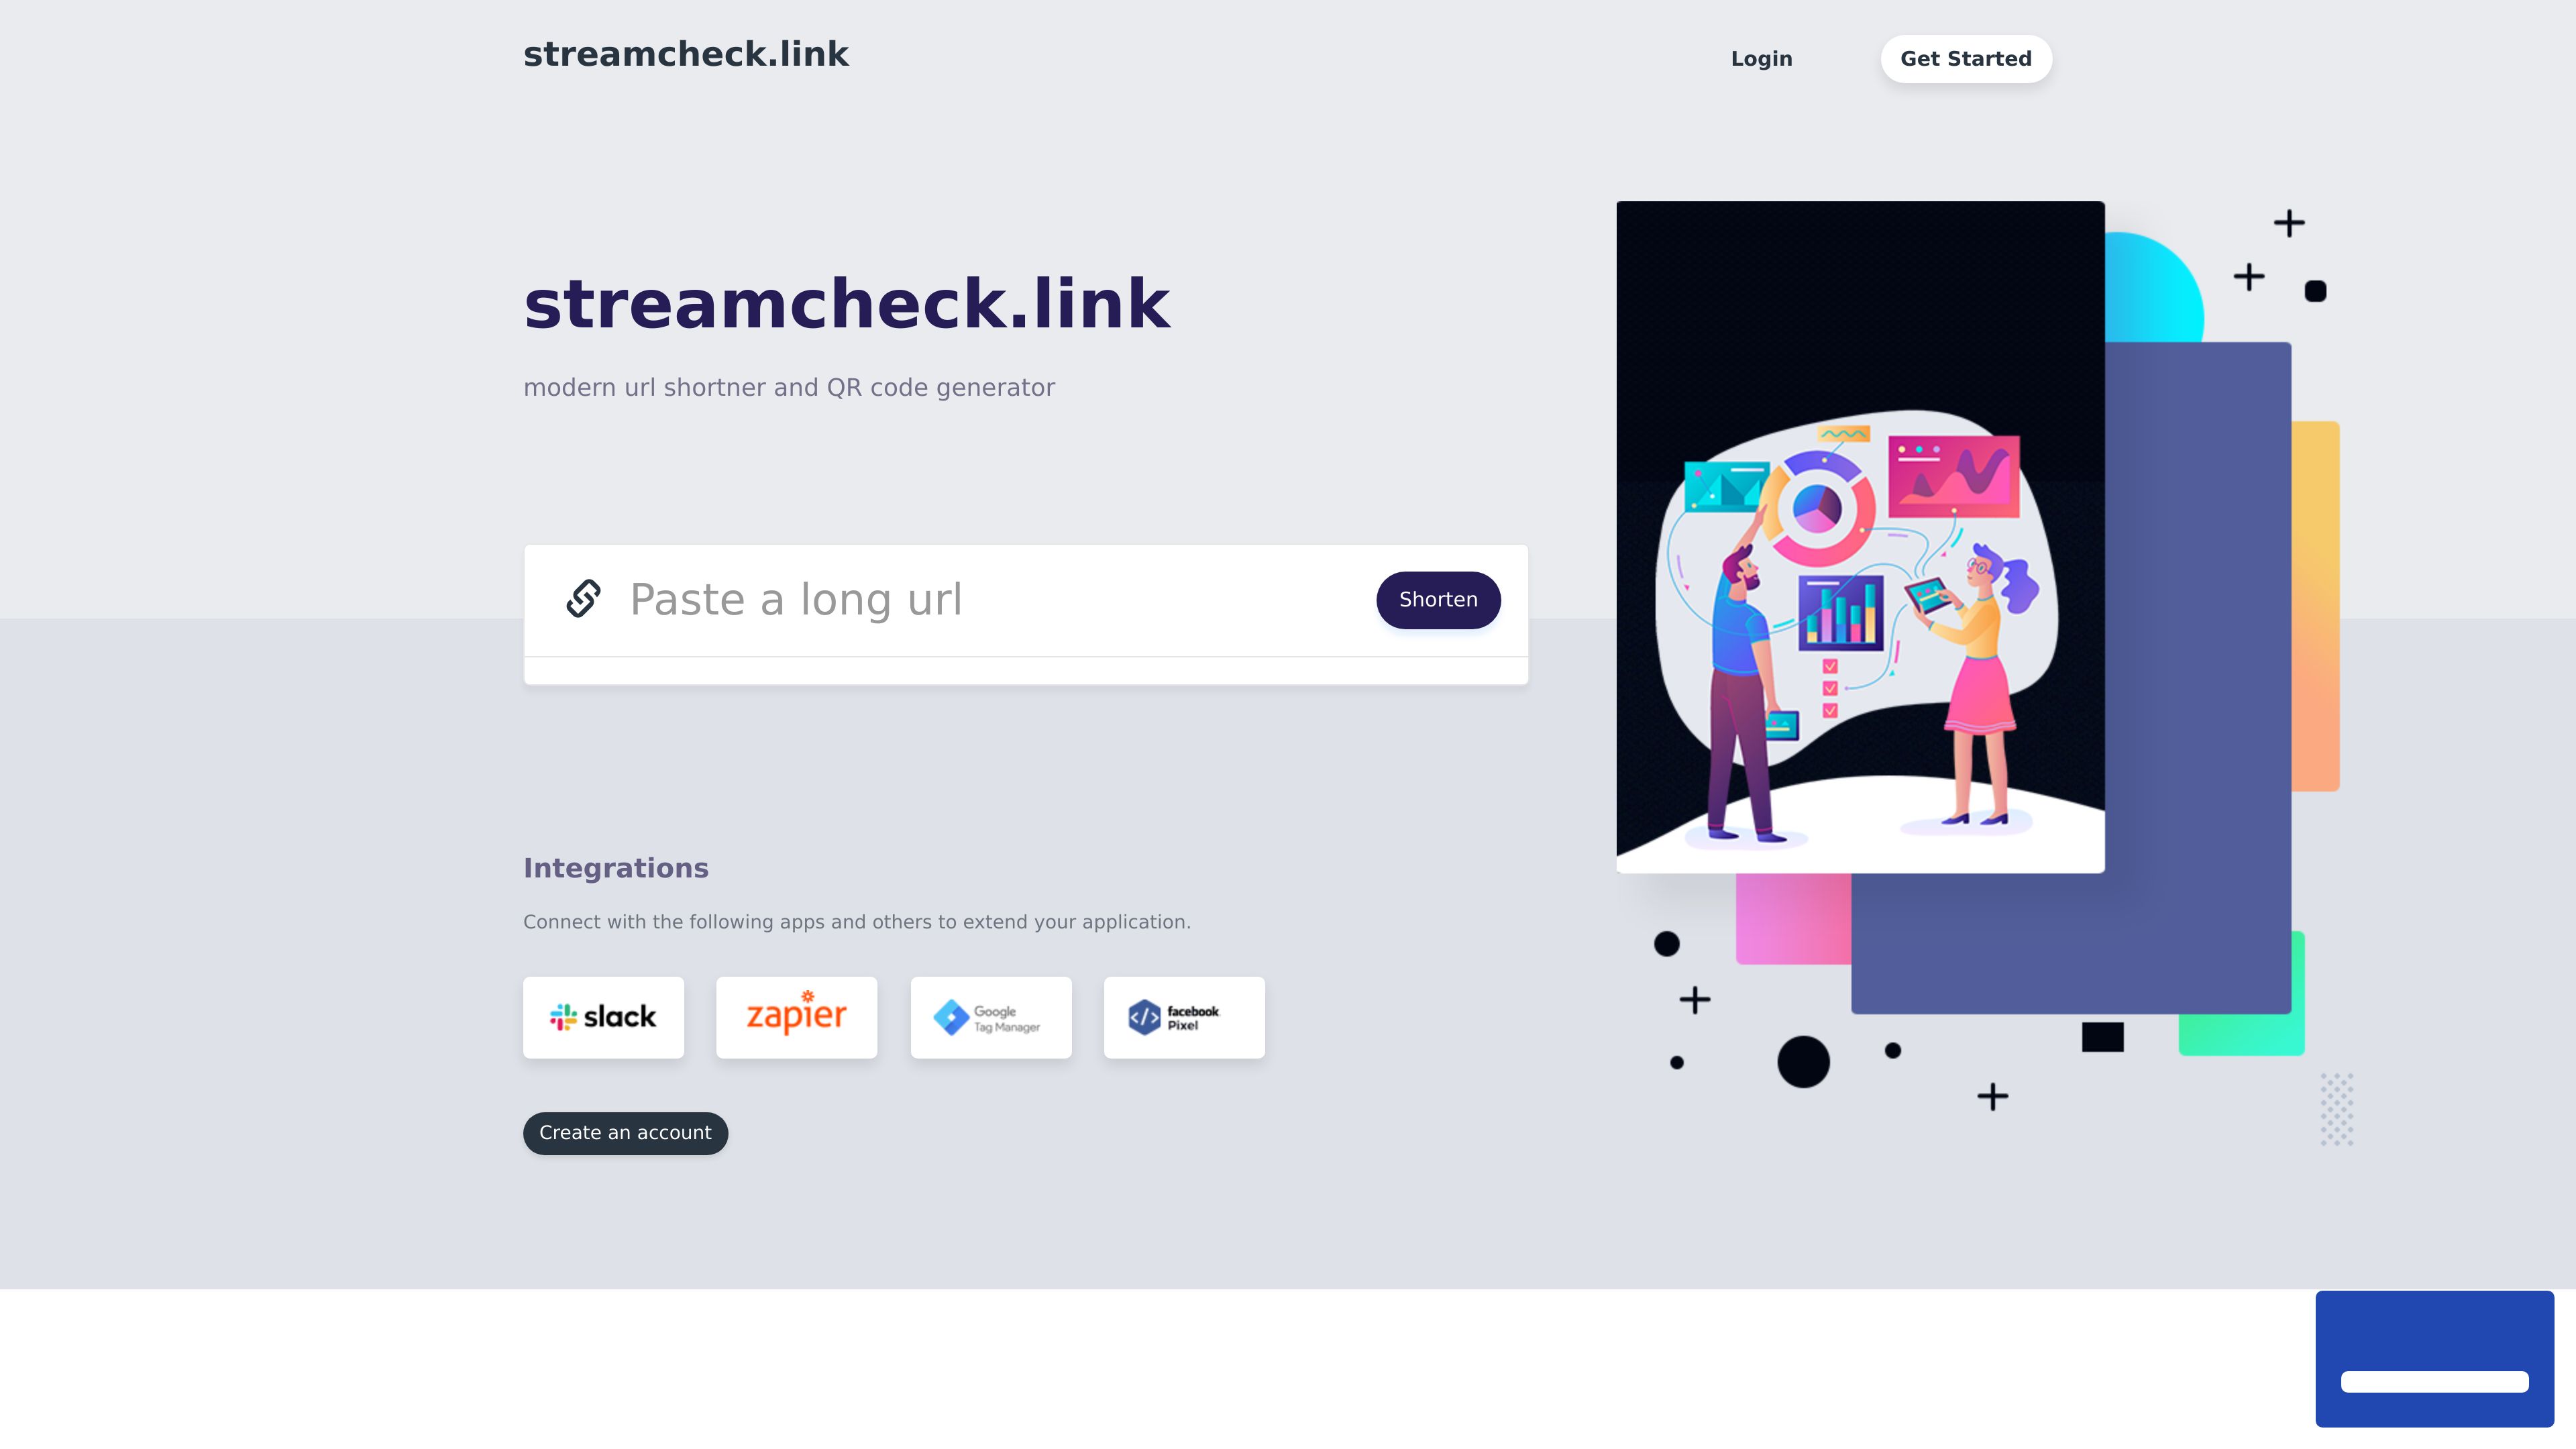 streamcheck.link
Login
Get Started
streamcheck.link
modern url shortner and QR code generator
Paste a long url
Shorten
Integrations
Connect with the following apps and others to extend your application.
slack
zapier
Google
Tag Manager
facebook
Pixel
Create an account